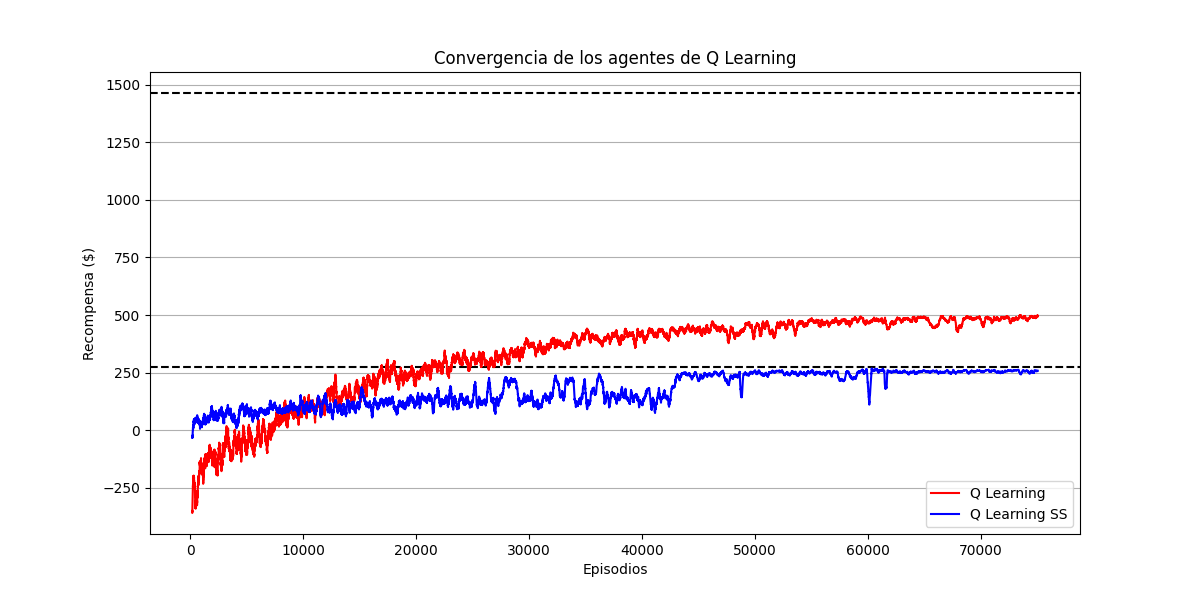 Convergencia de los agentes de Q Learning
Recompensa ($)
1500
1250
1000
750
500
250
0
−250
0 10000 20000 30000 40000 50000 60000 70000
Episodios
Q Learning
Q Learning SS